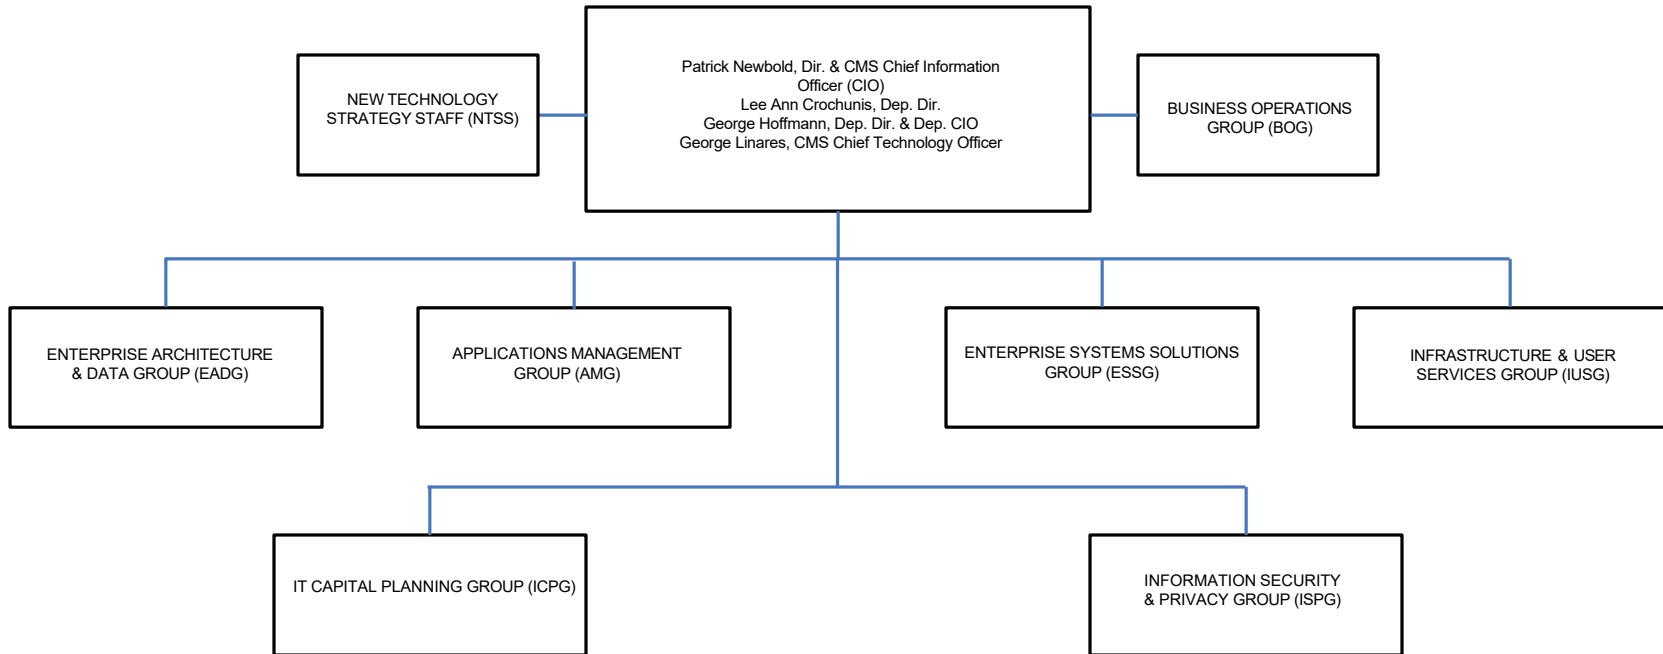 NEW TECHNOLOGY
STRATEGY STAFF (NTSS)
Patrick Newbold, Dir. & CMS Chief Information
Officer (CIO)
Lee Ann Crochunis, Dep. Dir.
George Hoffmann, Dep. Dir. & Dep. CIO
George Linares, CMS Chief Technology Officer
BUSINESS OPERATIONS
GROUP (BOG)
ENTERPRISE ARCHITECTURE
& DATA GROUP (EADG)
APPLICATIONS MANAGEMENT
GROUP (AMG)
ENTERPRISE SYSTEMS SOLUTIONS
GROUP (ESSG)
INFRASTRUCTURE & USER
SERVICES GROUP (IUSG)
IT CAPITAL PLANNING GROUP (ICPG)
INFORMATION SECURITY
& PRIVACY GROUP (ISPG)